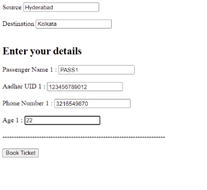 Source Hyderabad
Destination Kolkata
Enter your details
Passenger Name 1 : PASS1
Aadhar UID 1 : 123456789012
Phone Number 1 : 3216549870
Age 1 : 22
--------------------------------------------------------------------
Book Ticket